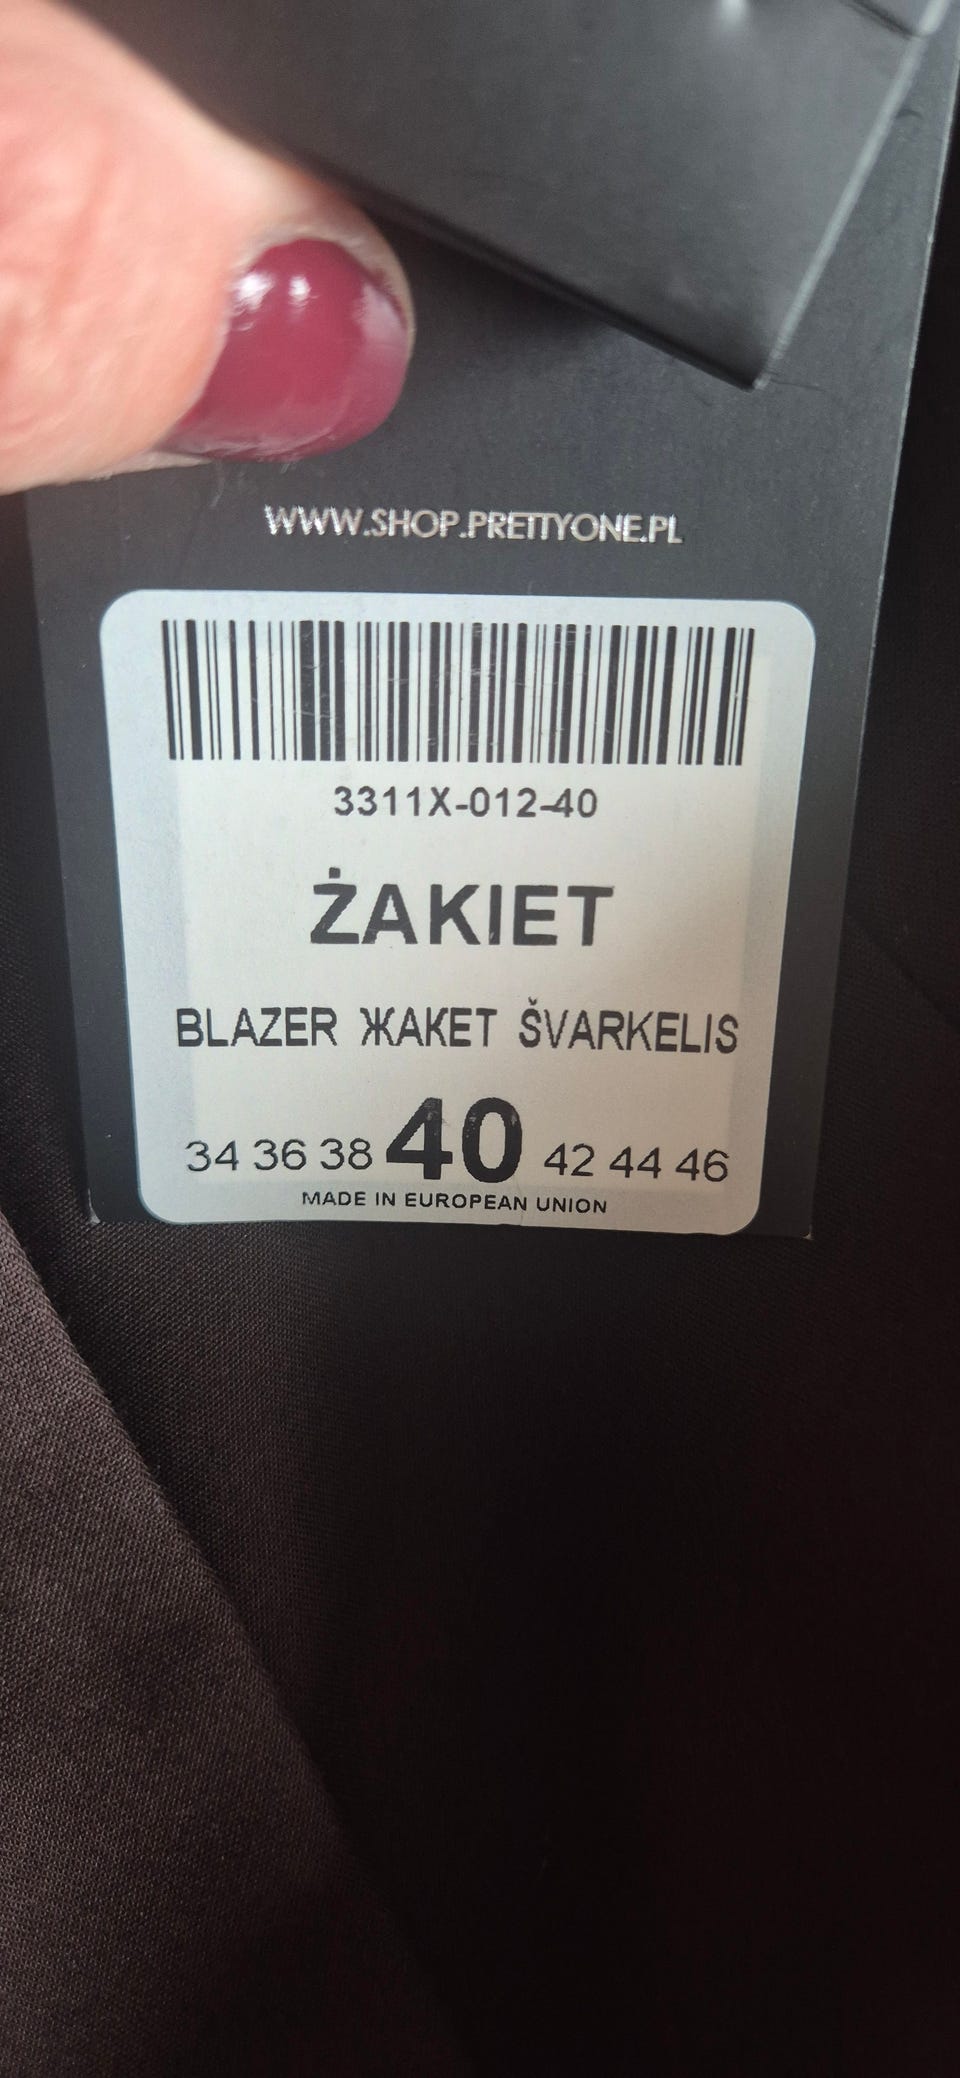 WWW.SHOP.PRETTYONE.PL
3311X-012-40
ŻAKIET
BLAZER ЖАКЕТ ŠVARKELIS
34 36 38 40 42 44 46
MADE IN EUROPEAN UNION